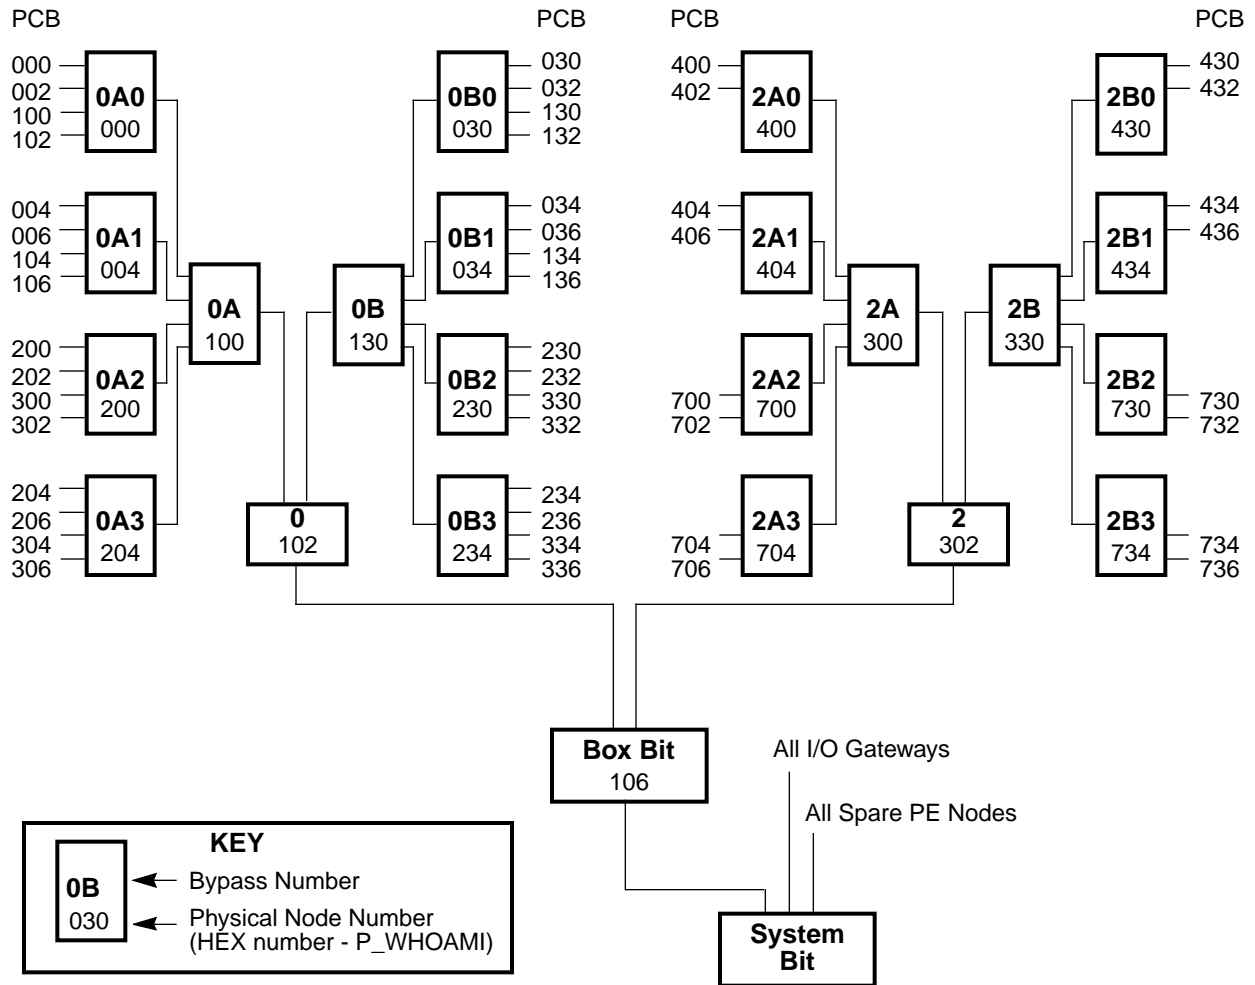 PCB PCB PCB PCB
000
002
100
102
0A0
000
0B0
030
030
032
130
132
400
402
2A0
400
2B0
430
430
432
004
006
104
106
0A1
004
0B1
034
034
036
134
136
404
406
2A1
404
2B1
434
434
436
0A
100
0B
130
2A
300
2B
330
200
202
300
302
0A2
200
0B2
230
230
232
330
332
700
702
2A2
700
2B2
730
730
732
204
206
304
306
0A3
204
0
102
0B3
234
234
236
334
336
704
706
2A3
704
2
302
2B3
734
734
736
Box Bit
106
All I/O Gateways
All Spare PE Nodes
System
Bit
KEY
0B
030
Bypass Number
Physical Node Number
(HEX number - P_WHOAMI)